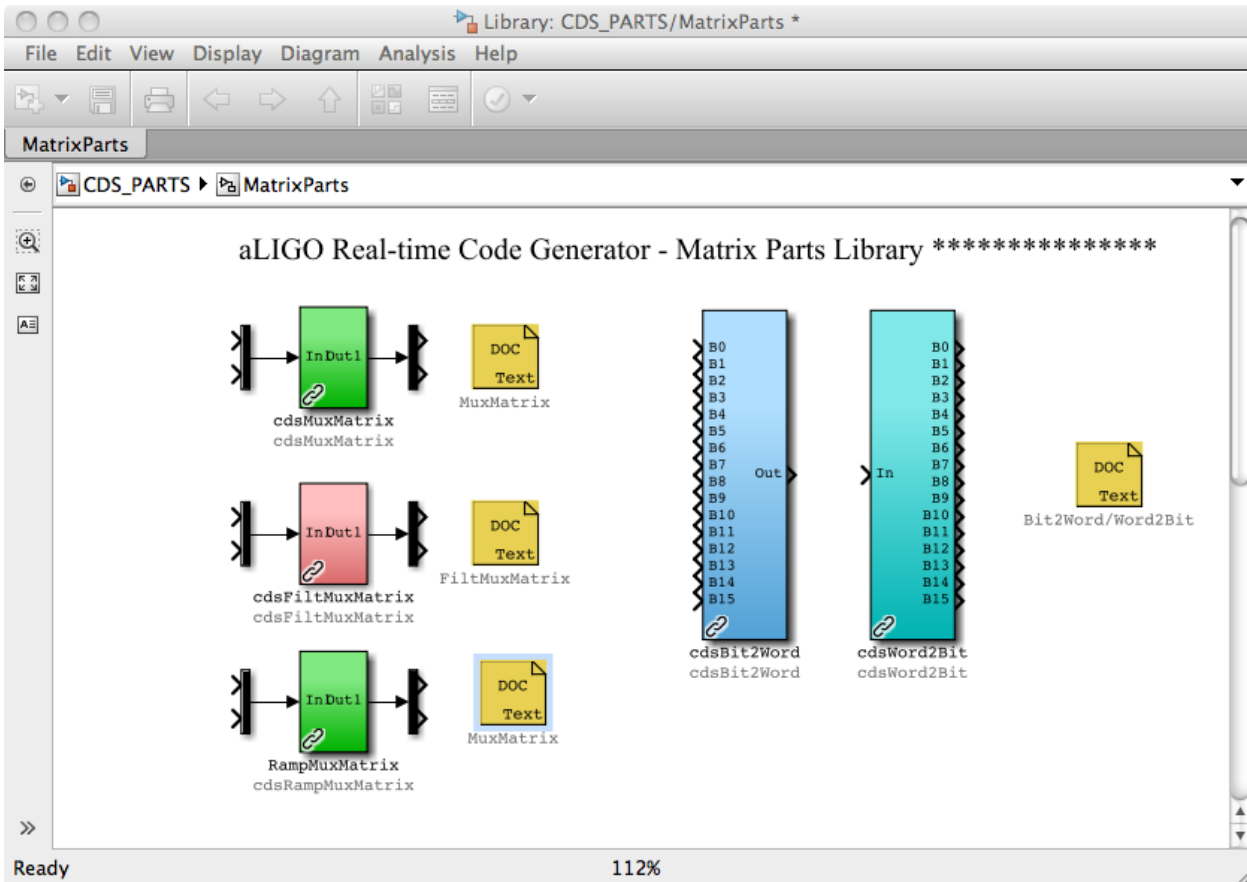 Library: CDS_PARTS/MatrixParts *
File Edit View Display Diagram Analysis Help
MatrixParts
CDS_PARTS MatrixParts
aLIGO Real-time Code Generator - Matrix Parts Library ***************
InOut1
DOC
Text
MuxMatrix
cdsMuxMatrix
cdsMuxMatrix
InOut1
DOC
Text
FiltMuxMatrix
cdsFiltMuxMatrix
cdsFiltMuxMatrix
InOut1
DOC
Text
MuxMatrix
RampMuxMatrix
cdsRampMuxMatrix
B0
B1
B2
B3
B4
B5
B6
B7
B8
B9
B10
B11
B12
B13
B14
B15
Out
cdsBit2Word
cdsBit2Word
In
B0
B1
B2
B3
B4
B5
B6
B7
B8
B9
B10
B11
B12
B13
B14
B15
cdsWord2Bit
cdsWord2Bit
DOC
Text
Bit2Word/Word2Bit
Ready 112%